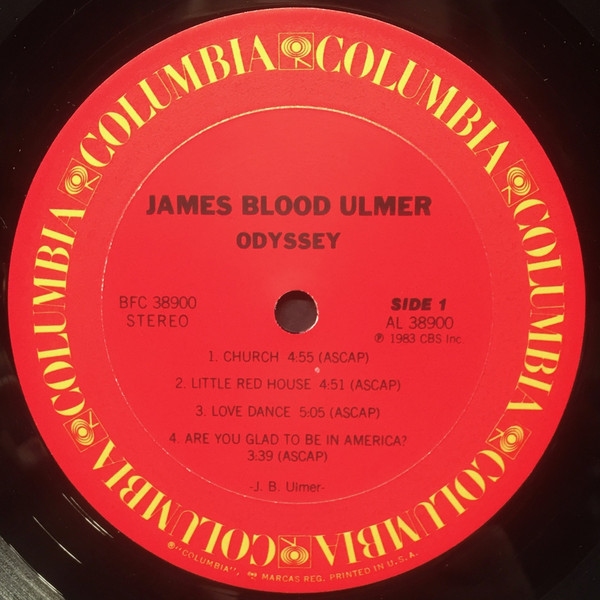 COLUMBIA COLUMBIA COLUMBIA COLUMBIA COLUMBIA COLUMBIA COLUMBIA COLUMBIA
JAMES BLOOD ULMER
ODYSSEY
BFC 38900
STEREO
SIDE 1
AL 38900
℗ 1983 CBS Inc.
1. CHURCH 4:55 (ASCAP)
2. LITTLE RED HOUSE 4:51 (ASCAP)
3. LOVE DANCE 5:05 (ASCAP)
4. ARE YOU GLAD TO BE IN AMERICA?
3:39 (ASCAP)
-J. B. Ulmer-
®"COLUMBIA", MARCAS REG. PRINTED IN U.S.A.